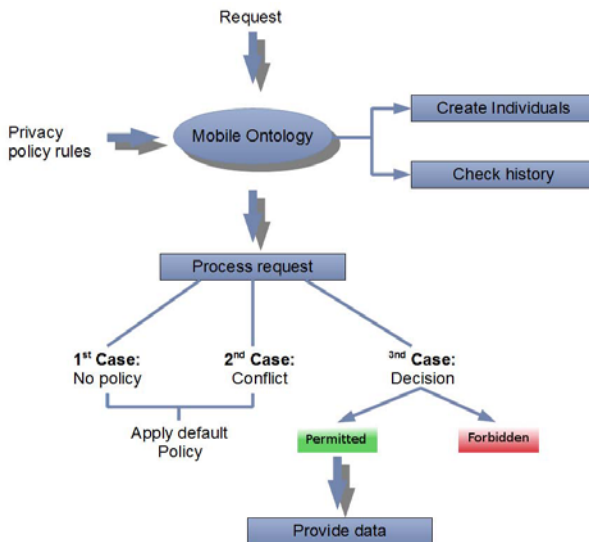 Request
Create Individuals
Privacy
policy rules
Mobile Ontology
Check history
Process request
1st Case:
No policy
2nd Case:
Conflict
3nd Case:
Decision
Apply default
Policy
Permitted
Forbidden
Provide data